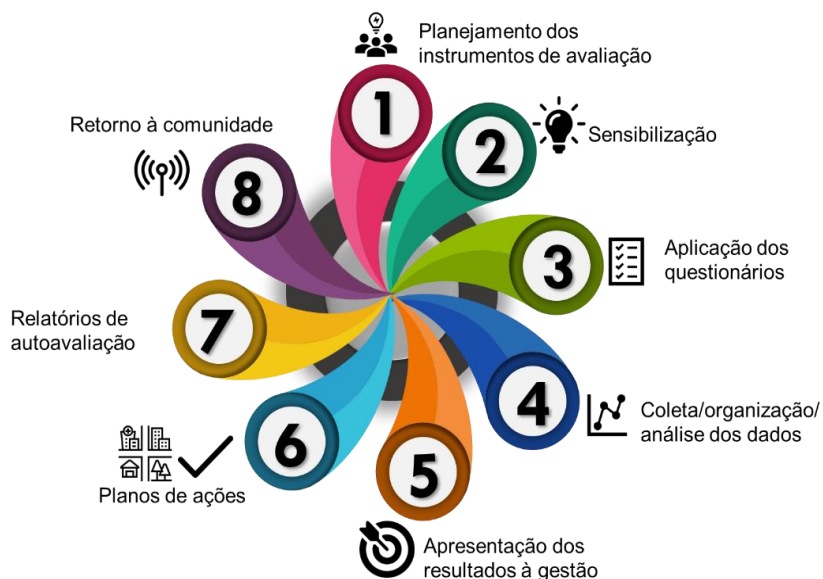 1
Planejamento dos
instrumentos de avaliação
2
Sensibilização
3
Aplicação dos
questionários
4
Coleta/organização/
análise dos dados
5
Apresentação dos
resultados à gestão
6
Planos de ações
7
Relatórios de
autoavaliação
8
Retorno à comunidade